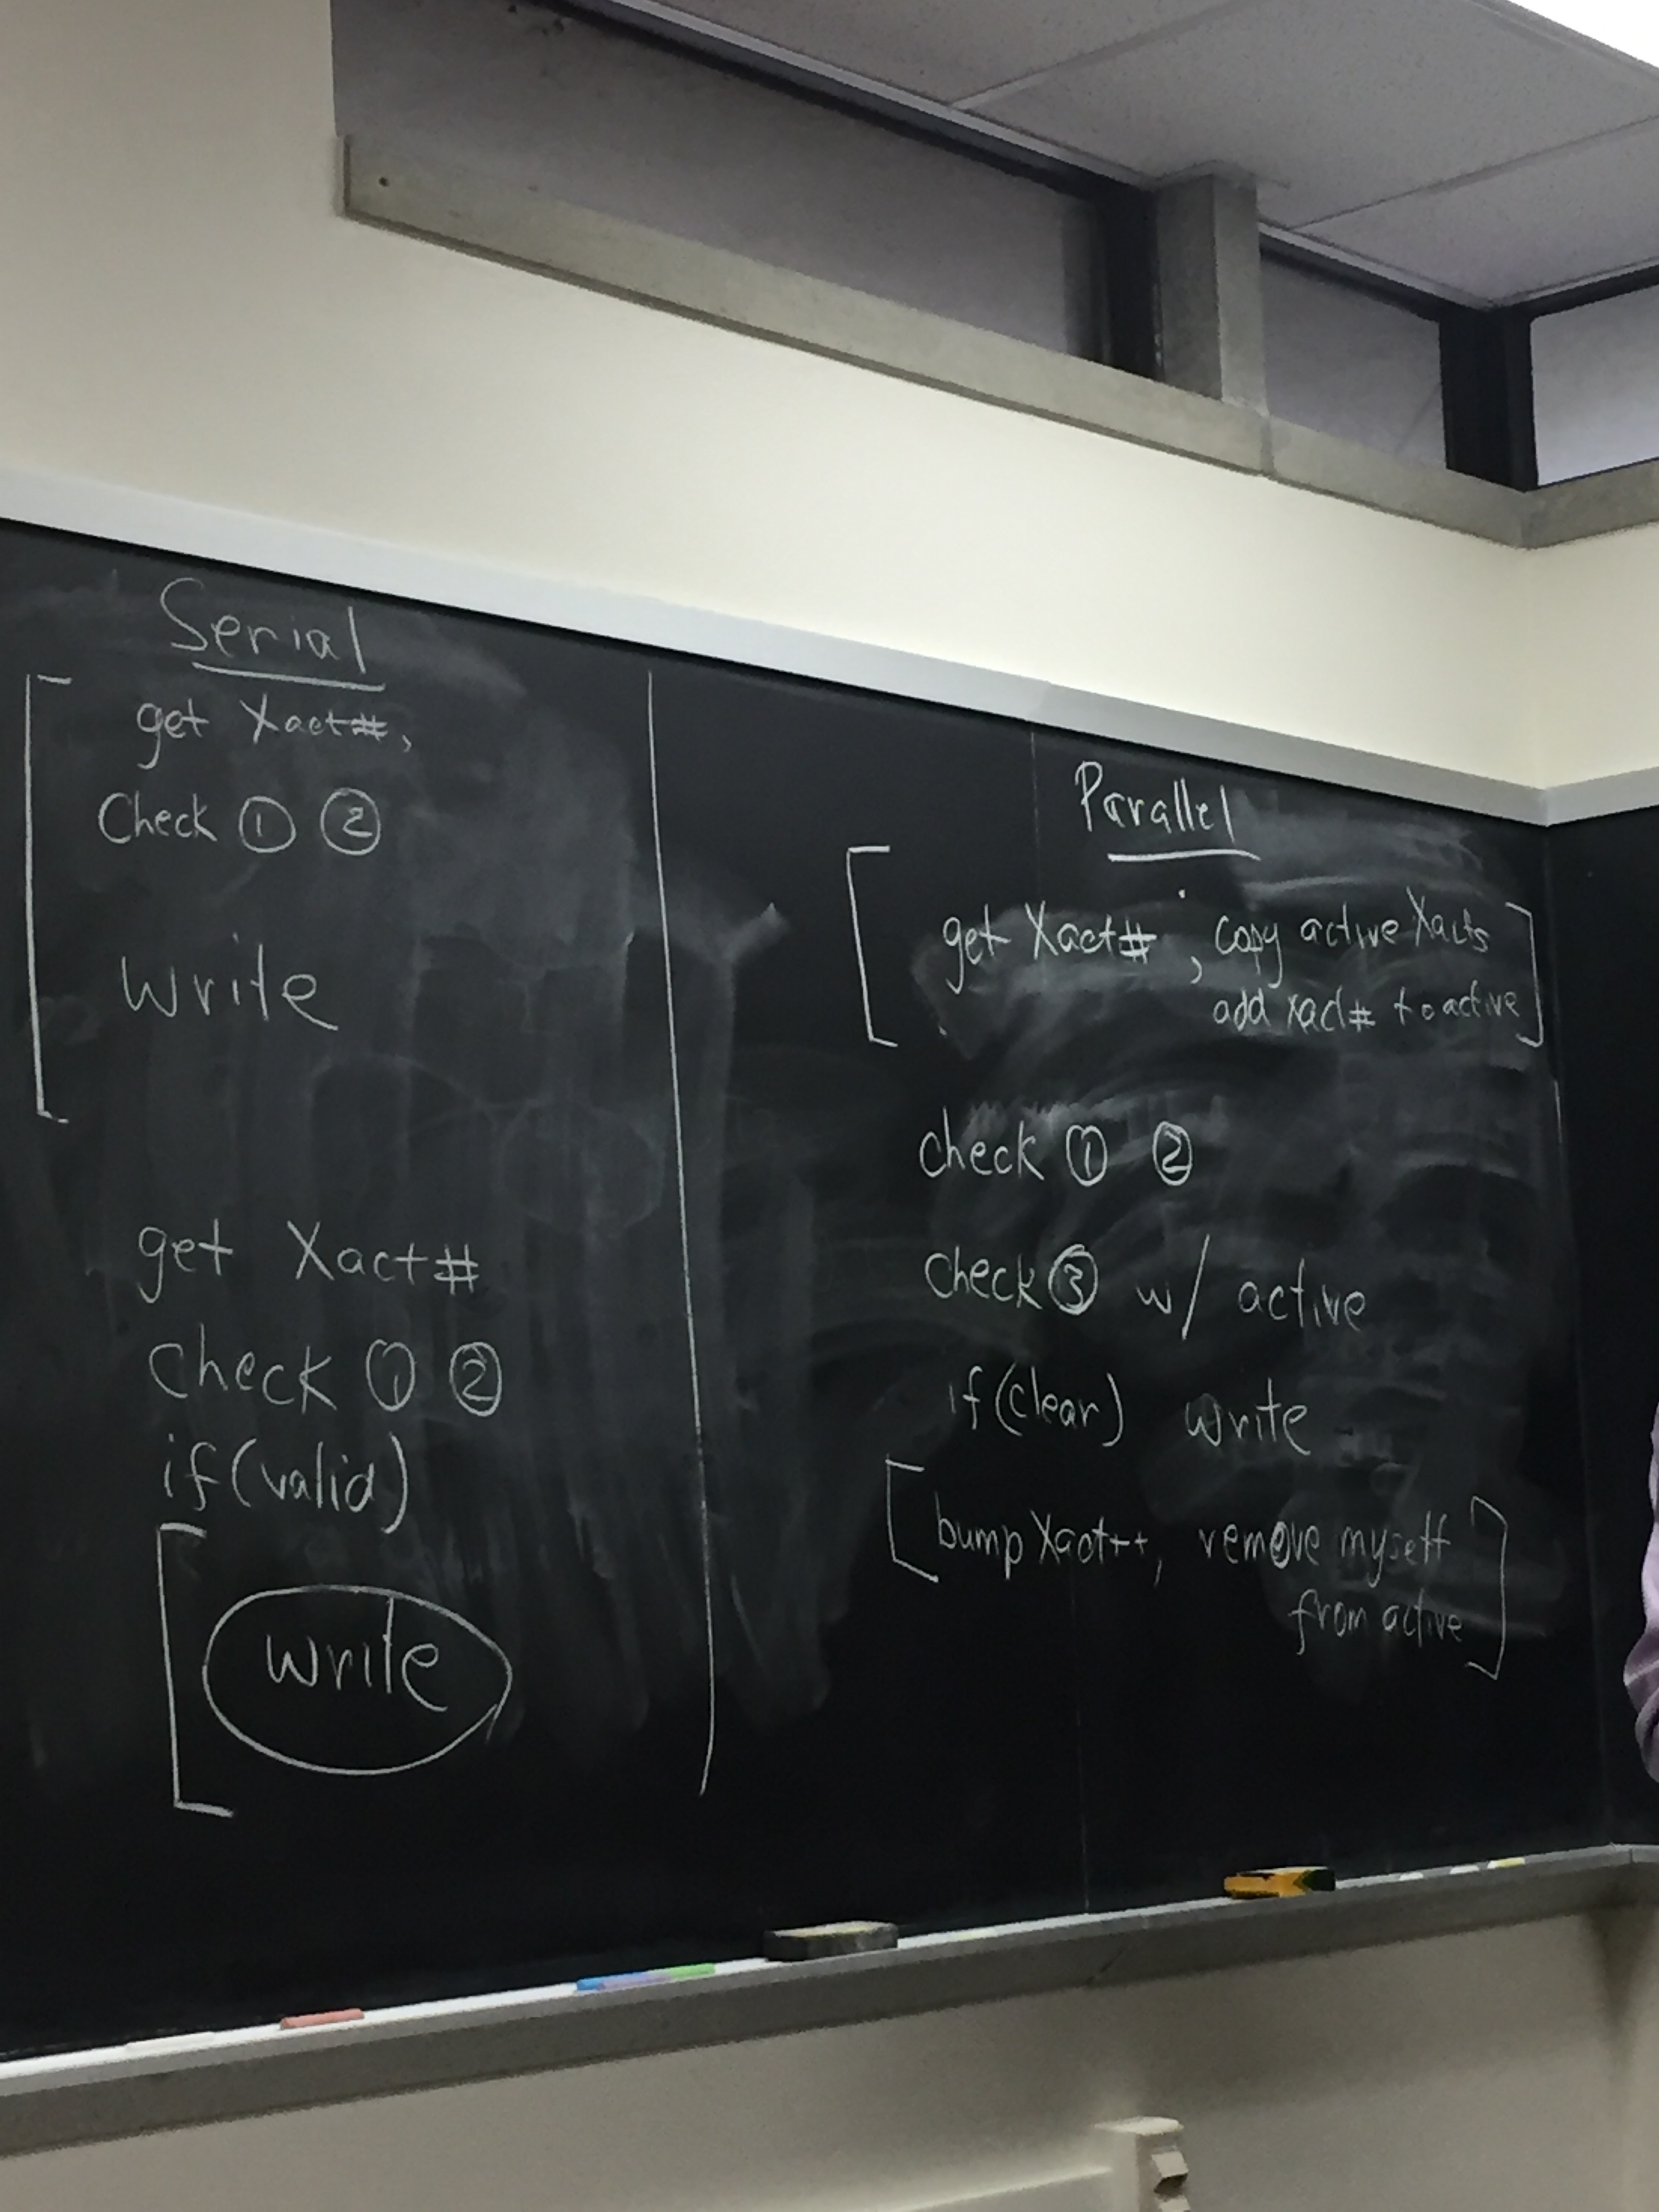 Serial
get Xact#,
Check ① ②
write
get Xact#
check ① ②
if(valid)
write
Parallel
get Xact#, copy active Xacts
add xact# to active
check ① ②
check ③ w/ active
if(clear) write
bump Xact++, remove myself
from active